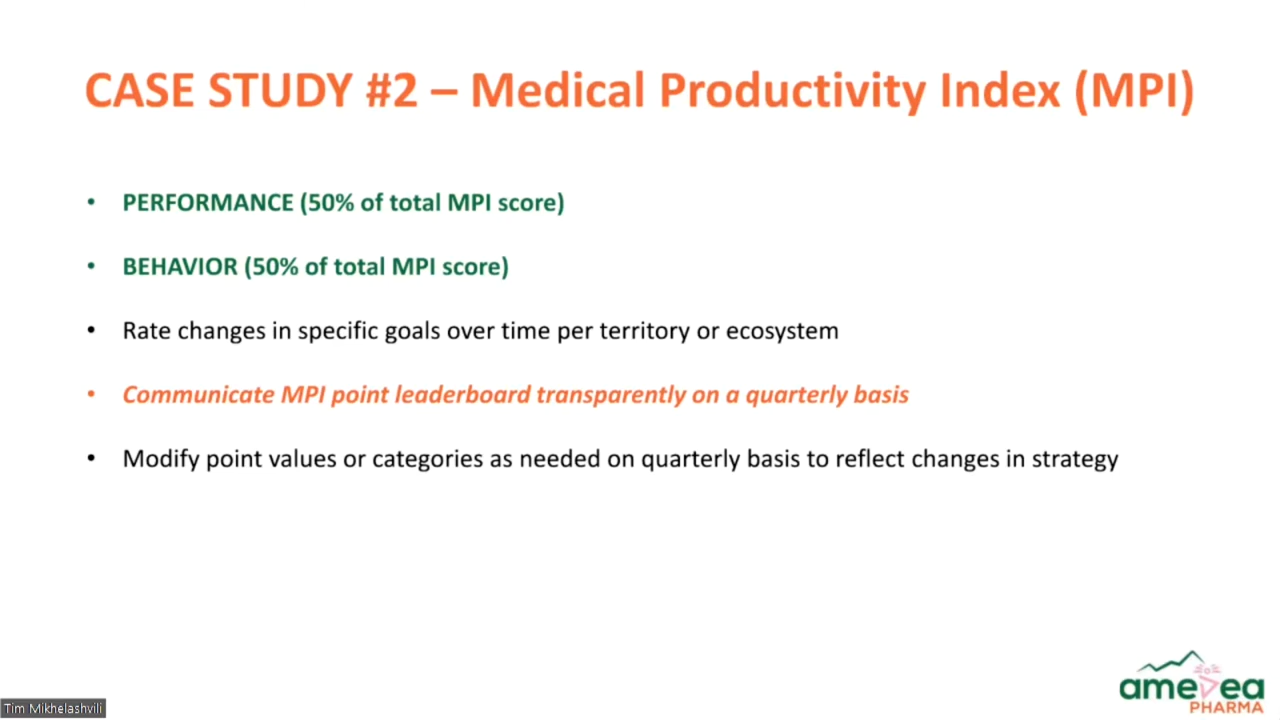 CASE STUDY #2 – Medical Productivity Index (MPI)
• PERFORMANCE (50% of total MPI score)
• BEHAVIOR (50% of total MPI score)
• Rate changes in specific goals over time per territory or ecosystem
• Communicate MPI point leaderboard transparently on a quarterly basis
• Modify point values or categories as needed on quarterly basis to reflect changes in strategy
amedea
PHARMA
Tim Mikhelashvili